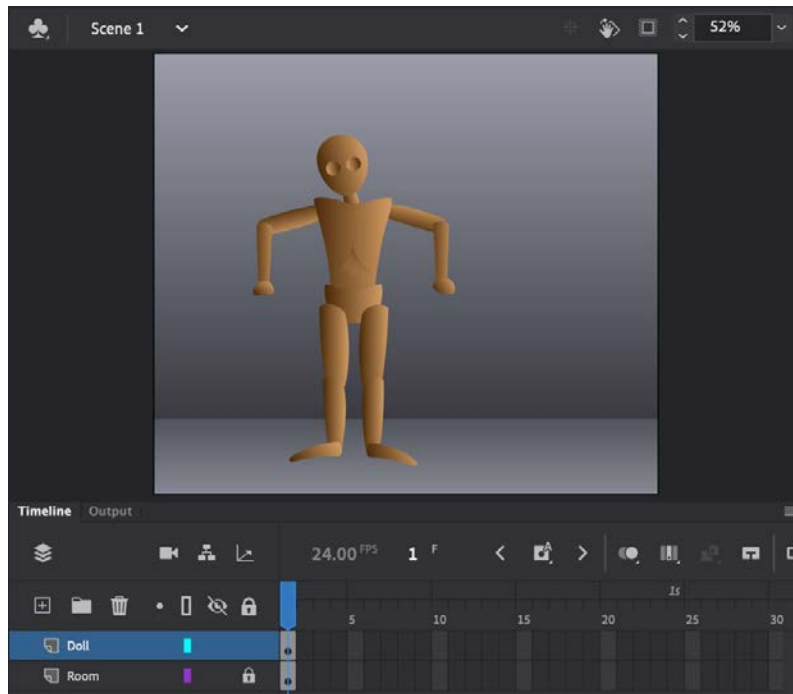 Scene 1
52%
Timeline Output
24.00 FPS 1 F
1s
5 10 15 20 25 30
Doll
Room